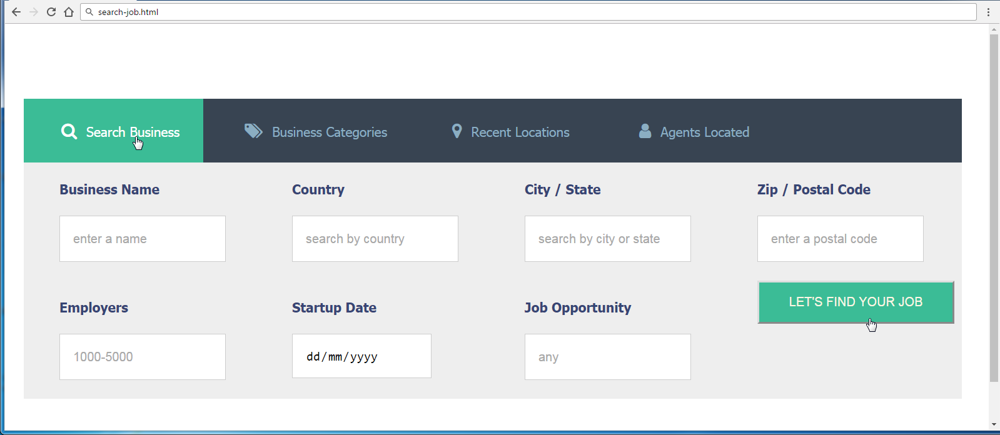 search-job.html
Search Business Business Categories Recent Locations Agents Located
Business Name Country City / State Zip / Postal Code
enter a name search by country search by city or state enter a postal code
LET'S FIND YOUR JOB
Employers Startup Date Job Opportunity
1000-5000 dd/mm/yyyy any